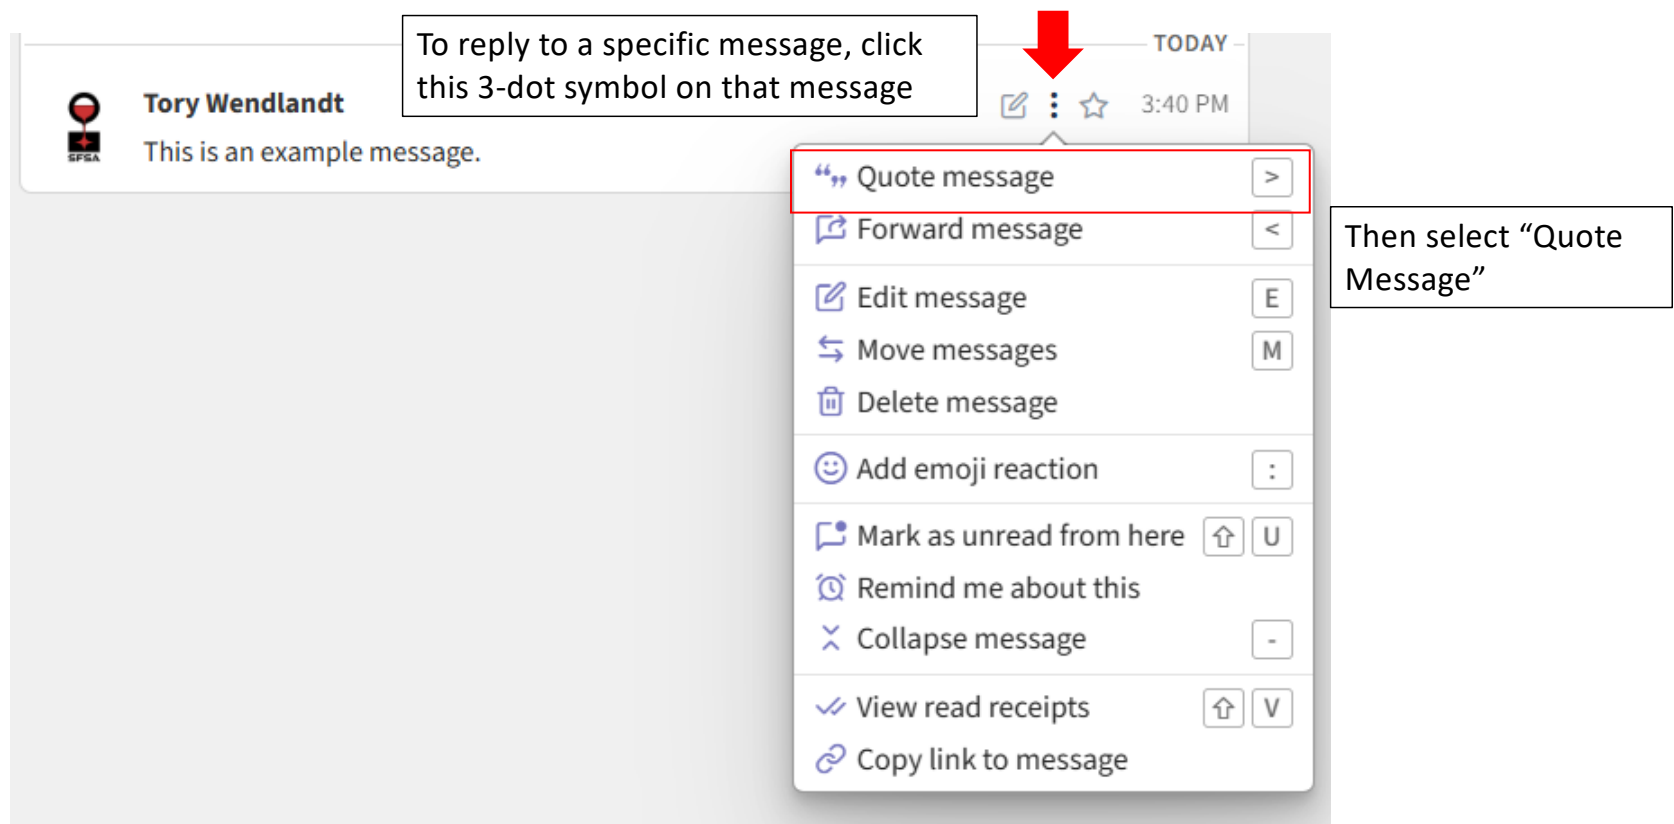 To reply to a specific message, click
this 3-dot symbol on that message
TODAY
Tory Wendlandt
3:40 PM
SFSA
This is an example message.
Quote message >
Forward message <
Then select “Quote
Message”
Edit message E
Move messages M
Delete message
Add emoji reaction :
Mark as unread from here ⇧ U
Remind me about this
Collapse message -
View read receipts ⇧ V
Copy link to message